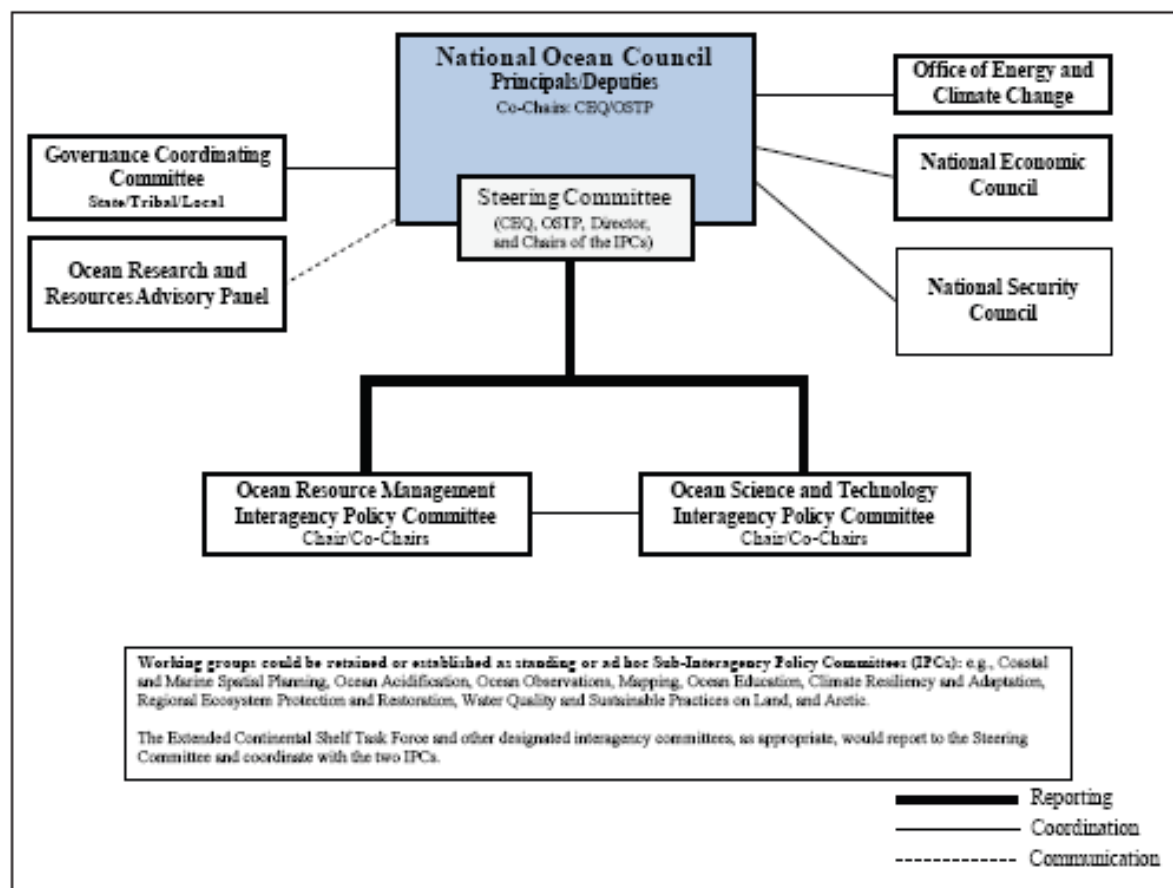 National Ocean Council
Principals/Deputies
Co-Chairs: CEQ/OSTP
Steering Committee
(CEQ, OSTP, Director,
and Chairs of the IPCs)
Governance Coordinating
Committee
State/Tribal/Local
Ocean Research and
Resources Advisory Panel
Office of Energy and
Climate Change
National Economic
Council
National Security
Council
Ocean Resource Management
Interagency Policy Committee
Chair/Co-Chairs
Ocean Science and Technology
Interagency Policy Committee
Chair/Co-Chairs
Working groups could be retained or established as standing or ad hoc Sub-Interagency Policy Committees (IPCs): e.g., Coastal
and Marine Spatial Planning, Ocean Acidification, Ocean Observations, Mapping, Ocean Education, Climate Resiliency and Adaptation,
Regional Ecosystem Protection and Restoration, Water Quality and Sustainable Practices on Land, and Arctic.
The Extended Continental Shelf Task Force and other designated interagency committees, as appropriate, would report to the Steering
Committee and coordinate with the two IPCs.
Reporting
Coordination
Communication